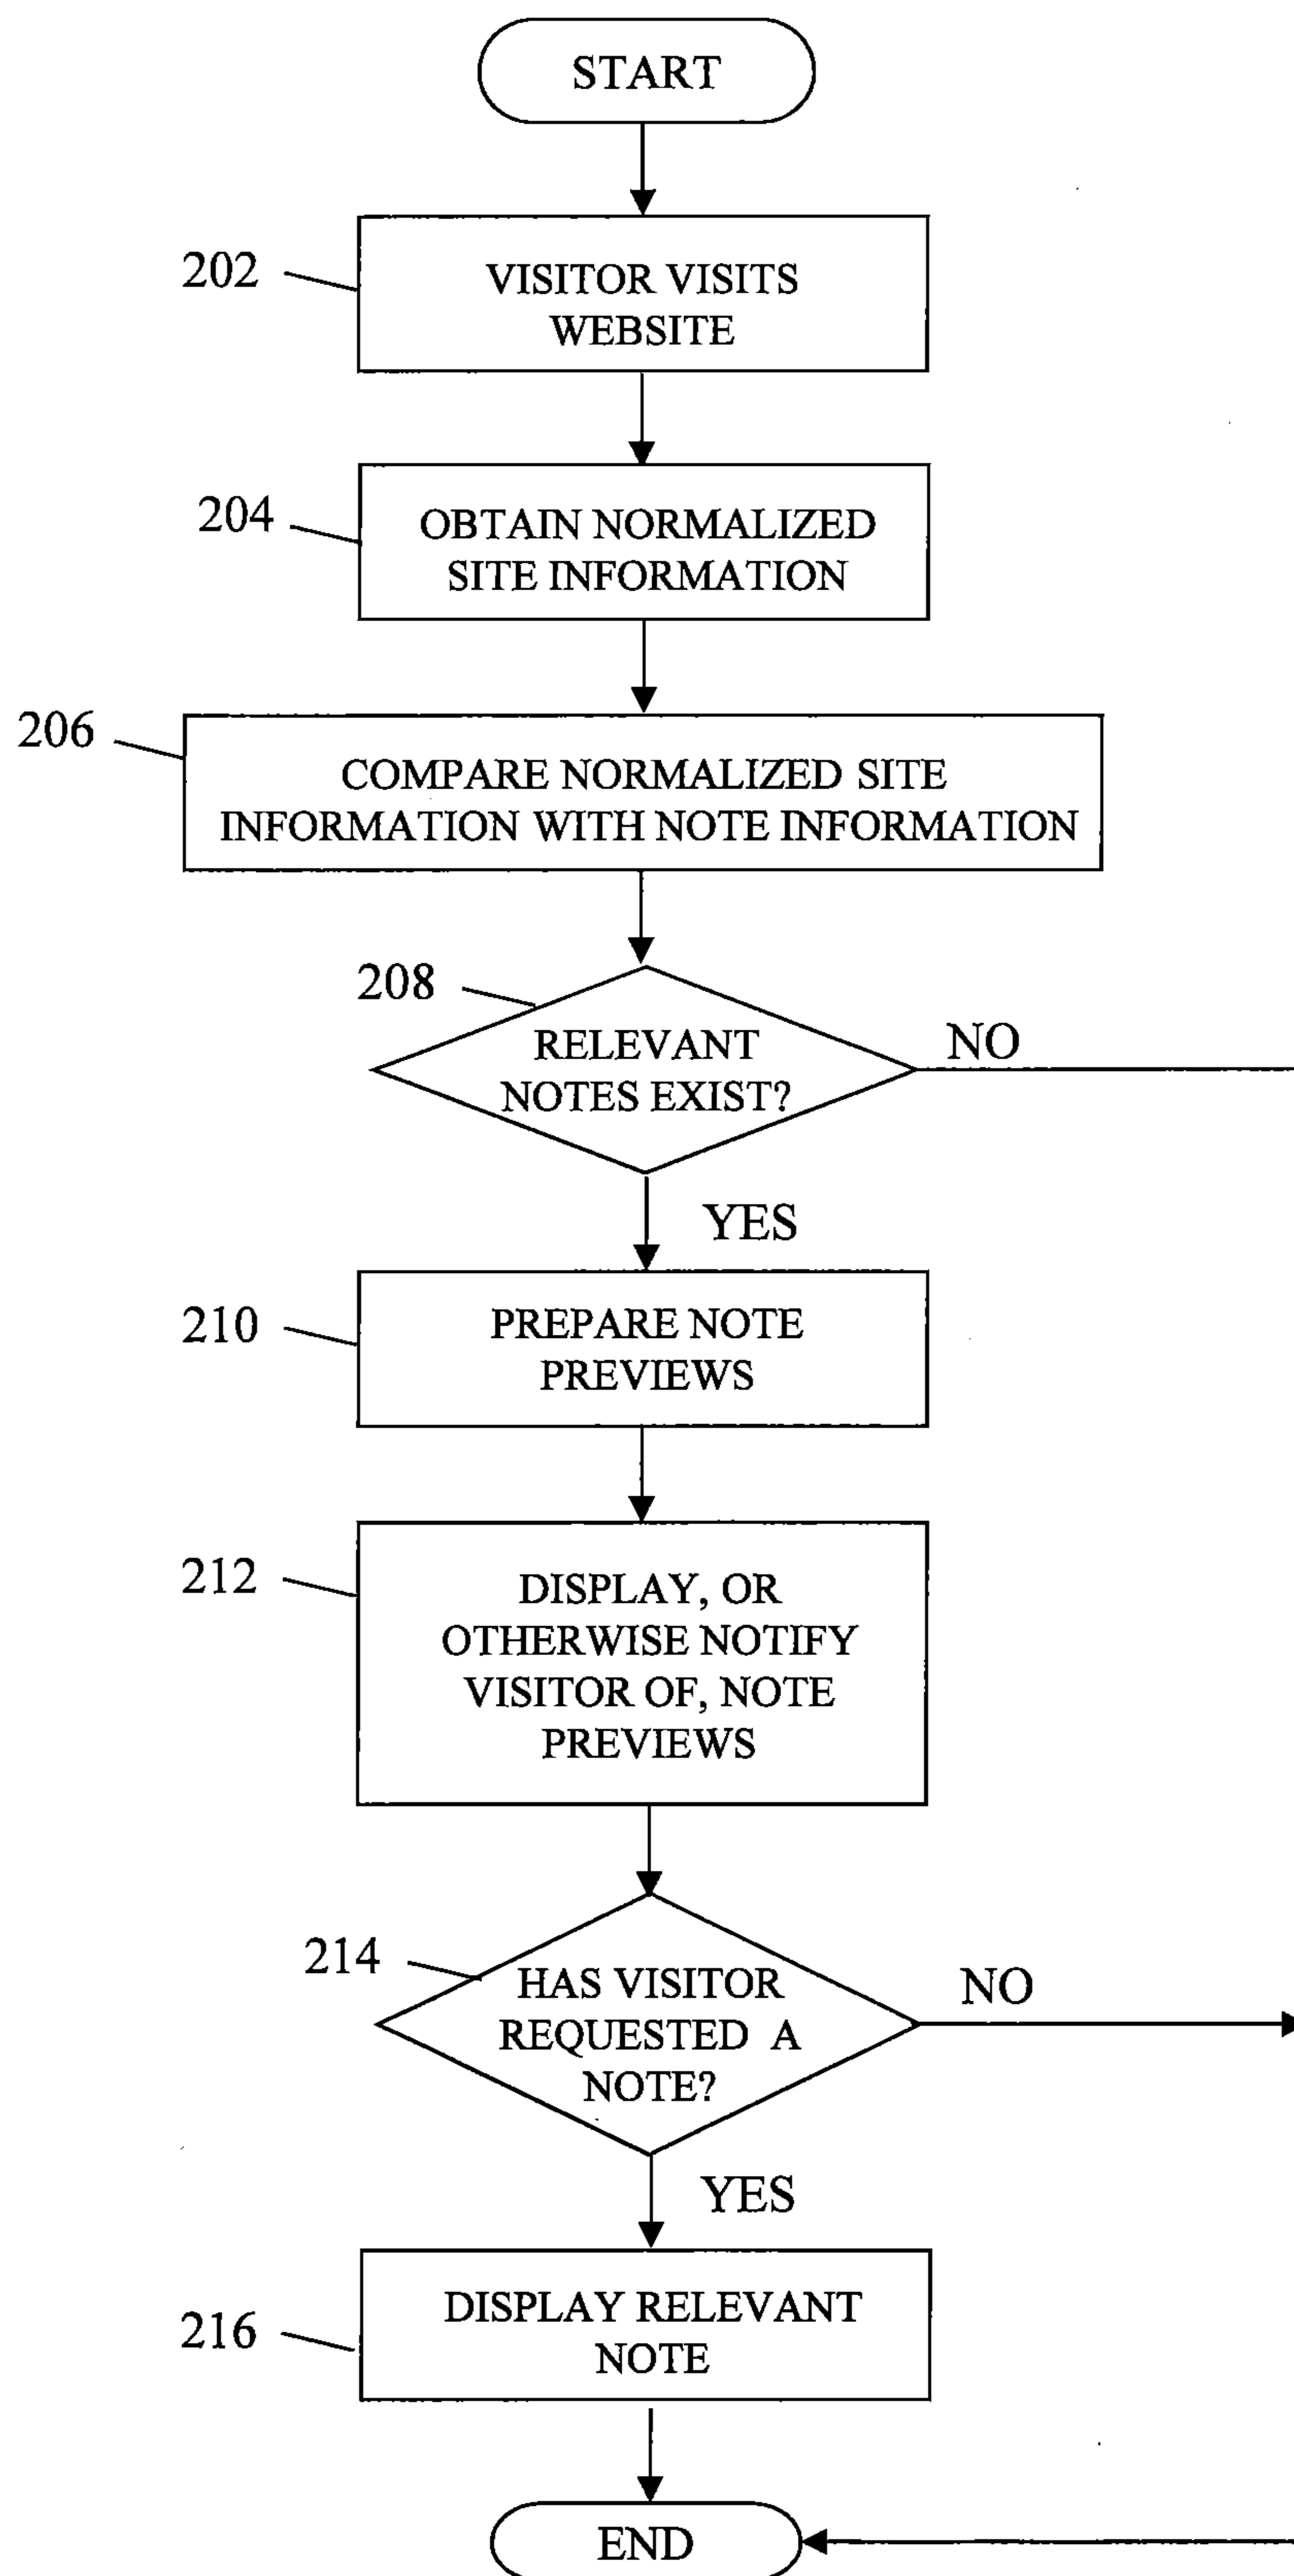 START
202
VISITOR VISITS
WEBSITE
204
OBTAIN NORMALIZED
SITE INFORMATION
206
COMPARE NORMALIZED SITE
INFORMATION WITH NOTE INFORMATION
208
RELEVANT
NOTES EXIST?
NO
YES
210
PREPARE NOTE
PREVIEWS
212
DISPLAY, OR
OTHERWISE NOTIFY
VISITOR OF, NOTE
PREVIEWS
214
HAS VISITOR
REQUESTED A
NOTE?
NO
YES
216
DISPLAY RELEVANT
NOTE
END